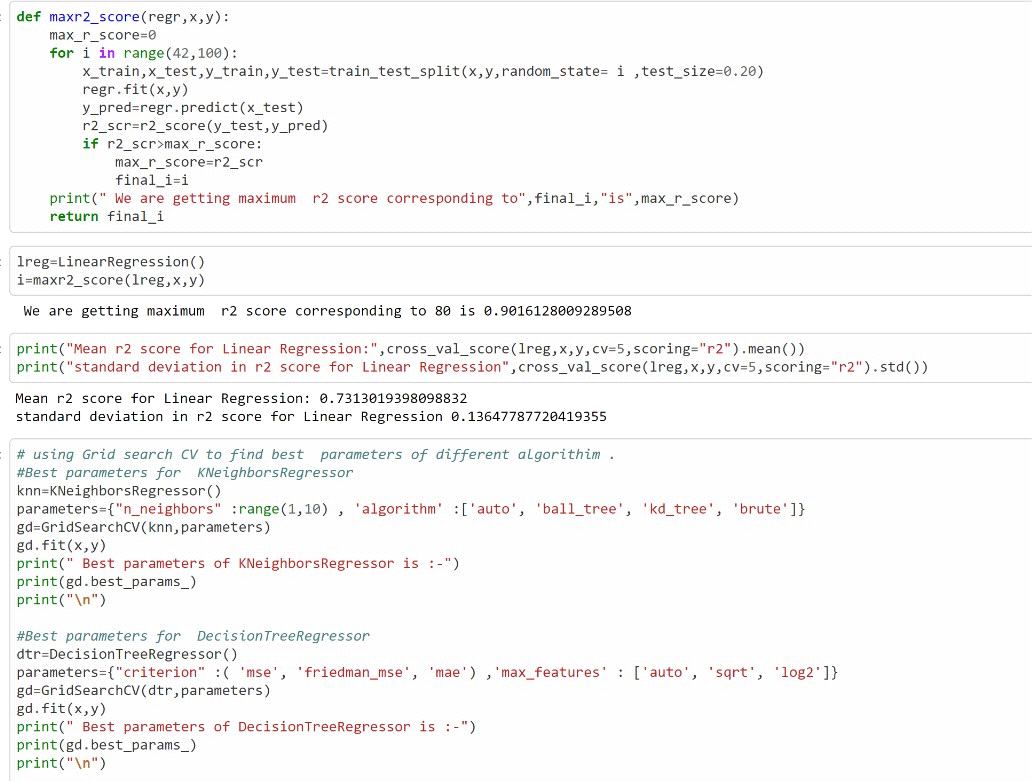 def maxr2_score(regr,x,y):
    max_r_score=0
    for i in range(42,100):
        x_train,x_test,y_train,y_test=train_test_split(x,y,random_state= i ,test_size=0.20)
        regr.fit(x,y)
        y_pred=regr.predict(x_test)
        r2_scr=r2_score(y_test,y_pred)
        if r2_scr>max_r_score:
            max_r_score=r2_scr
            final_i=i
    print(" We are getting maximum  r2 score corresponding to",final_i,"is",max_r_score)
    return final_i
lreg=LinearRegression()
i=maxr2_score(lreg,x,y)
 We are getting maximum  r2 score corresponding to 80 is 0.9016128009289508
print("Mean r2 score for Linear Regression:",cross_val_score(lreg,x,y,cv=5,scoring="r2").mean())
print("standard deviation in r2 score for Linear Regression",cross_val_score(lreg,x,y,cv=5,scoring="r2").std())
Mean r2 score for Linear Regression: 0.7313019398098832
standard deviation in r2 score for Linear Regression 0.13647787720419355
# using Grid search CV to find best  parameters of different algorithim .
#Best parameters for  KNeighborsRegressor
knn=KNeighborsRegressor()
parameters={"n_neighbors" :range(1,10) , 'algorithm' :['auto', 'ball_tree', 'kd_tree', 'brute']}
gd=GridSearchCV(knn,parameters)
gd.fit(x,y)
print(" Best parameters of KNeighborsRegressor is :-")
print(gd.best_params_)
print("\n")
#Best parameters for  DecisionTreeRegressor
dtr=DecisionTreeRegressor()
parameters={"criterion" :( 'mse', 'friedman_mse', 'mae') ,'max_features' : ['auto', 'sqrt', 'log2']}
gd=GridSearchCV(dtr,parameters)
gd.fit(x,y)
print(" Best parameters of DecisionTreeRegressor is :-")
print(gd.best_params_)
print("\n")